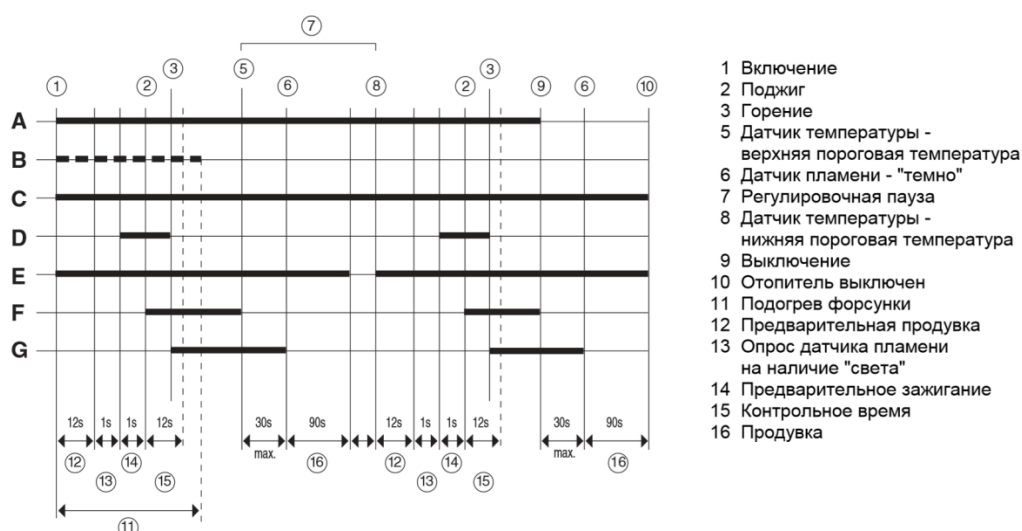 ⑦
① ② ③ ⑤ ⑥ ⑧ ② ③ ⑨ ⑥ ⑩
A
B
C
D
E
F
G
12s 1s 1s 12s 30s 90s 12s 1s 1s 12s 30s 90s
max. max.
⑫ ⑭ ⑯ ⑫ ⑭ ⑯
⑬ ⑮ ⑬ ⑮
⑪
1 Включение
2 Поджиг
3 Горение
5 Датчик температуры -
верхняя пороговая температура
6 Датчик пламени - "темно"
7 Регулировочная пауза
8 Датчик температуры -
нижняя пороговая температура
9 Выключение
10 Отопитель выключен
11 Подогрев форсунки
12 Предварительная продувка
13 Опрос датчика пламени
на наличие "света"
14 Предварительное зажигание
15 Контрольное время
16 Продувка